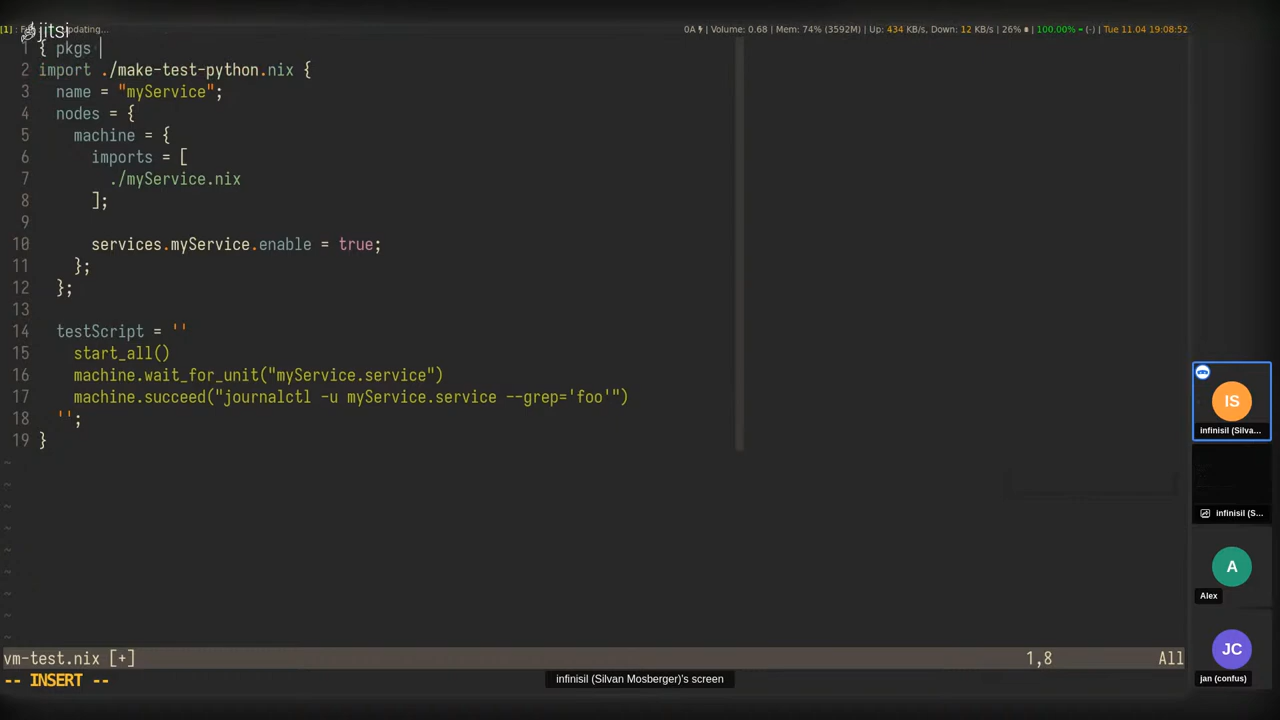 [1] : pdating...
jitsi
0A | Volume: 0.68 | Mem: 74% (3592M) | Up: 434 KB/s, Down: 12 KB/s | 26% | 100.00% = (-) | Tue 11.04 19:08:52
1 { pkgs
2 import ./make-test-python.nix {
3   name = "myService";
4   nodes = {
5     machine = {
6       imports = [
7         ./myService.nix
8       ];
9
10       services.myService.enable = true;
11     };
12   };
13
14   testScript = ''
15     start_all()
16     machine.wait_for_unit("myService.service")
17     machine.succeed("journalctl -u myService.service --grep='foo'")
18   '';
19 }
~
~
~
~
~
~
~
~
~
vm-test.nix [+] 1,8 All
-- INSERT --
infinisil (Silvan Mosberger)'s screen
IS
infinisil (Silva...
infinisil (S...
A
Alex
JC
jan (confus)